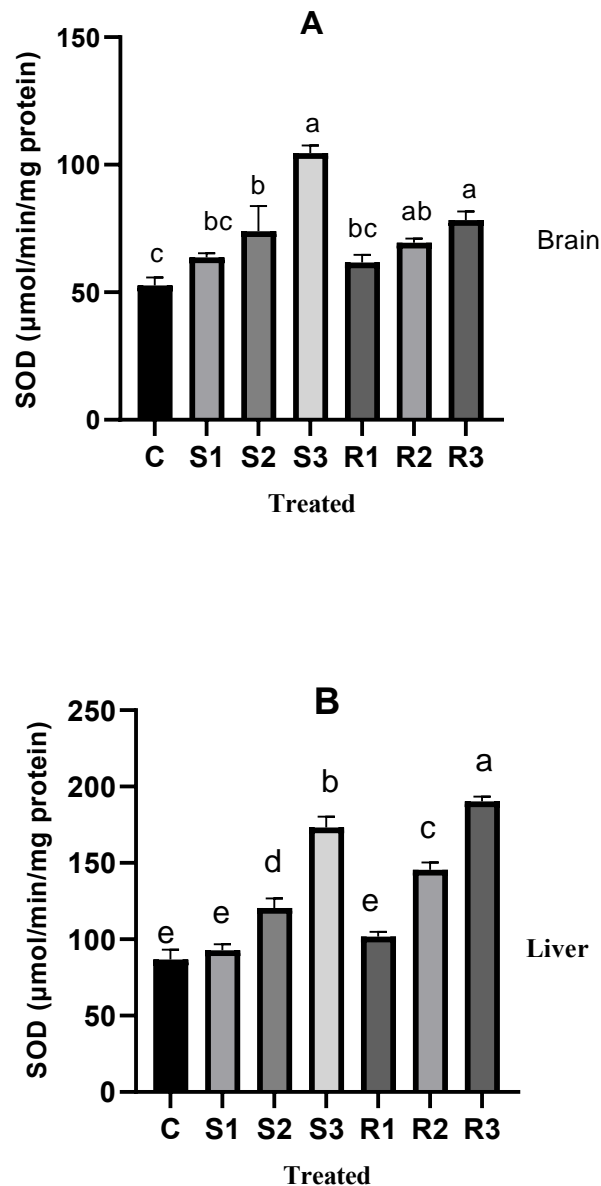 A
SOD (µmol/min/mg protein)
150
100
50
0
c
bc
b
a
bc
ab
a
C S1 S2 S3 R1 R2 R3
Treated
Brain
B
SOD (µmol/min/mg protein)
250
200
150
100
50
0
e
e
d
b
e
c
a
C S1 S2 S3 R1 R2 R3
Treated
Liver